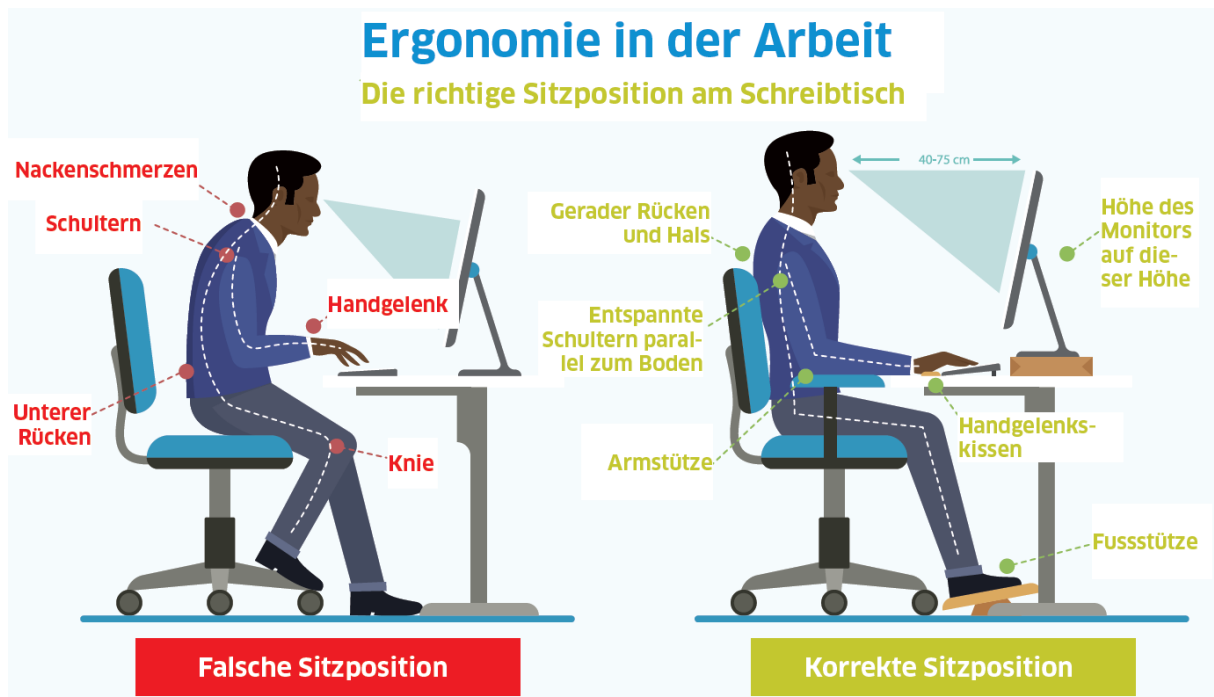 Ergonomie in der Arbeit
Die richtige Sitzposition am Schreibtisch
Nackenschmerzen
Schultern
Handgelenk
Unterer
Rücken
Knie
Falsche Sitzposition
40-75 cm
Gerader Rücken
und Hals
Höhe des
Monitors
auf die-
ser Höhe
Entspannte
Schultern paral-
lel zum Boden
Handgelenks-
kissen
Armstütze
Fussstütze
Korrekte Sitzposition